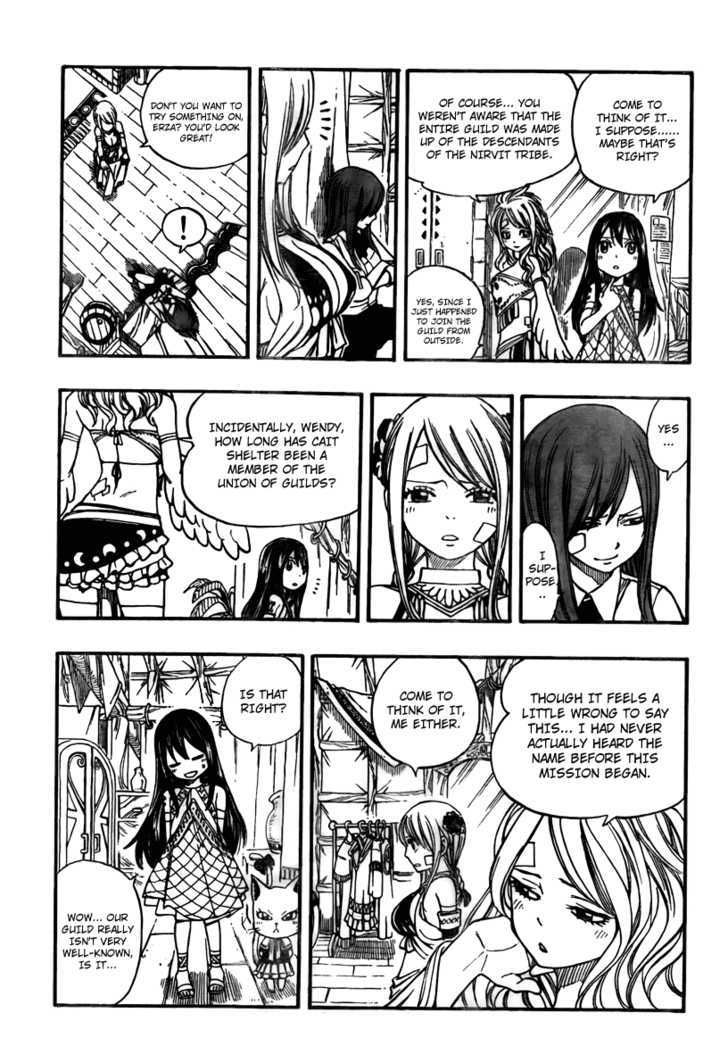 COME TO
THINK OF IT...
I SUPPOSE......
MAYBE THAT'S
RIGHT?
OF COURSE... YOU
WEREN'T AWARE THAT THE
ENTIRE GUILD WAS MADE
UP OF THE DESCENDANTS
OF THE NIRVIT TRIBE.
YES, SINCE I
JUST HAPPENED
TO JOIN THE
GUILD FROM
OUTSIDE.
DON'T YOU WANT TO
TRY SOMETHING ON,
ERZA? YOU'D LOOK
GREAT!
!
YES
...
I
SUP-
POSE.
..
INCIDENTALLY, WENDY,
HOW LONG HAS CAIT
SHELTER BEEN A
MEMBER OF THE
UNION OF GUILDS?
THOUGH IT FEELS A
LITTLE WRONG TO SAY
THIS... I HAD NEVER
ACTUALLY HEARD THE
NAME BEFORE THIS
MISSION BEGAN.
COME TO
THINK OF IT,
ME EITHER.
IS THAT
RIGHT?
WOW... OUR
GUILD REALLY
ISN'T VERY
WELL-KNOWN,
IS IT...